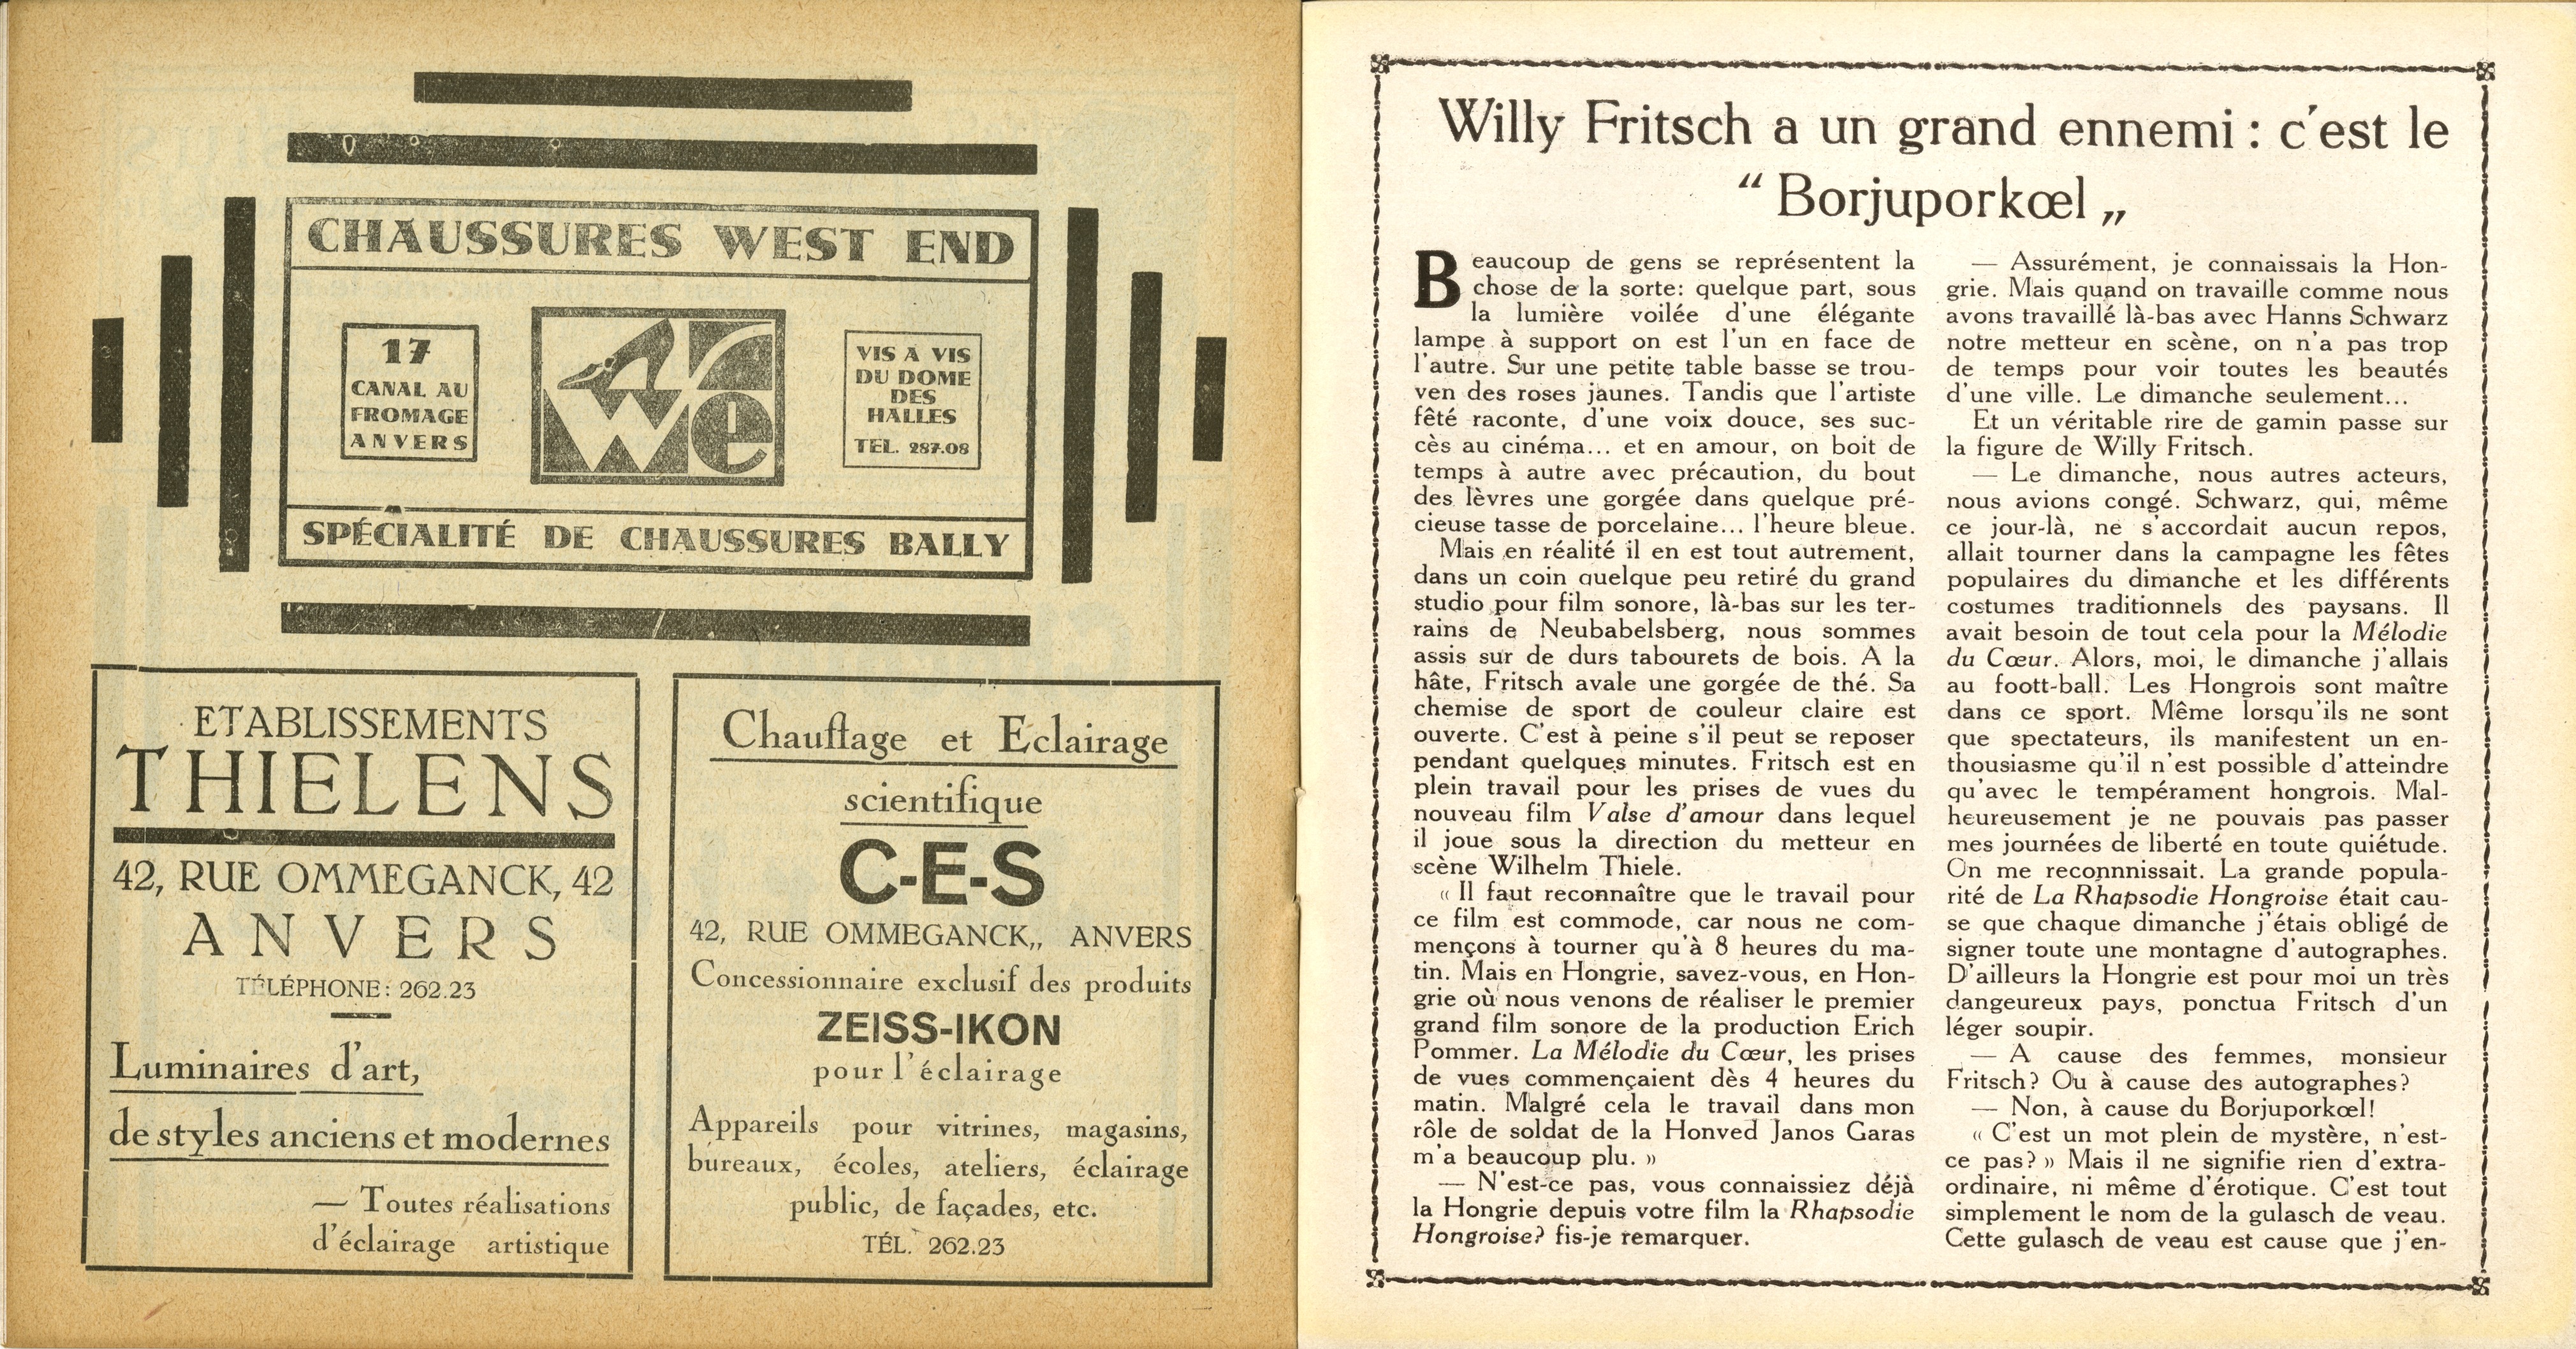 CHAUSSURES WEST END
17
CANAL AU
FROMAGE
ANVERS
We
VIS A VIS
DU DOME
DES
HALLES
TEL. 287.08
SPÉCIALITÉ DE CHAUSSURES BALLY
ETABLISSEMENTS
THIELENS
42, RUE OMMEGANCK, 42
ANVERS
TÉLÉPHONE: 262.23
Luminaires d'art,
de styles anciens et modernes
— Toutes réalisations
d'éclairage artistique
Chauffage et Eclairage
scientifique
C-E-S
42, RUE OMMEGANCK,, ANVERS
Concessionnaire exclusif des produits
ZEISS-IKON
pour l'éclairage
Appareils pour vitrines, magasins,
bureaux, écoles, ateliers, éclairage
public, de façades, etc.
TÉL. 262.23
Willy Fritsch a un grand ennemi : c'est le
“ Borjuporkœl „
Beaucoup de gens se représentent la
chose de la sorte: quelque part, sous
la lumière voilée d'une élégante
lampe à support on est l'un en face de
l'autre. Sur une petite table basse se trou-
ven des roses jaunes. Tandis que l'artiste
fêté raconte, d'une voix douce, ses suc-
cès au cinéma... et en amour, on boit de
temps à autre avec précaution, du bout
des lèvres une gorgée dans quelque pré-
cieuse tasse de porcelaine... l'heure bleue.
Mais en réalité il en est tout autrement,
dans un coin quelque peu retiré du grand
studio pour film sonore, là-bas sur les ter-
rains de Neubabelsberg, nous sommes
assis sur de durs tabourets de bois. A la
hâte, Fritsch avale une gorgée de thé. Sa
chemise de sport de couleur claire est
ouverte. C'est à peine s'il peut se reposer
pendant quelques minutes. Fritsch est en
plein travail pour les prises de vues du
nouveau film Valse d'amour dans lequel
il joue sous la direction du metteur en
scène Wilhelm Thiele.
« Il faut reconnaître que le travail pour
ce film est commode, car nous ne com-
mençons à tourner qu'à 8 heures du ma-
tin. Mais en Hongrie, savez-vous, en Hon-
grie où nous venons de réaliser le premier
grand film sonore de la production Erich
Pommer. La Mélodie du Cœur, les prises
de vues commençaient dès 4 heures du
matin. Malgré cela le travail dans mon
rôle de soldat de la Honved Janos Garas
m'a beaucoup plu. »
— N'est-ce pas, vous connaissiez déjà
la Hongrie depuis votre film la Rhapsodie
Hongroise? fis-je remarquer.
— Assurément, je connaissais la Hon-
grie. Mais quand on travaille comme nous
avons travaillé là-bas avec Hanns Schwarz
notre metteur en scène, on n'a pas trop
de temps pour voir toutes les beautés
d'une ville. Le dimanche seulement...
Et un véritable rire de gamin passe sur
la figure de Willy Fritsch.
— Le dimanche, nous autres acteurs,
nous avions congé. Schwarz, qui, même
ce jour-là, ne s'accordait aucun repos,
allait tourner dans la campagne les fêtes
populaires du dimanche et les différents
costumes traditionnels des paysans. Il
avait besoin de tout cela pour la Mélodie
du Cœur. Alors, moi, le dimanche j'allais
au foott-ball. Les Hongrois sont maître
dans ce sport. Même lorsqu'ils ne sont
que spectateurs, ils manifestent un en-
thousiasme qu'il n'est possible d'atteindre
qu'avec le tempérament hongrois. Mal-
heureusement je ne pouvais pas passer
mes journées de liberté en toute quiétude.
On me reconnnissait. La grande popula-
rité de La Rhapsodie Hongroise était cau-
se que chaque dimanche j'étais obligé de
signer toute une montagne d'autographes.
D'ailleurs la Hongrie est pour moi un très
dangeureux pays, ponctua Fritsch d'un
léger soupir.
— A cause des femmes, monsieur
Fritsch? Ou à cause des autographes?
— Non, à cause du Borjuporkœl!
« C'est un mot plein de mystère, n'est-
ce pas? » Mais il ne signifie rien d'extra-
ordinaire, ni même d'érotique. C'est tout
simplement le nom de la gulasch de veau.
Cette gulasch de veau est cause que j'en-